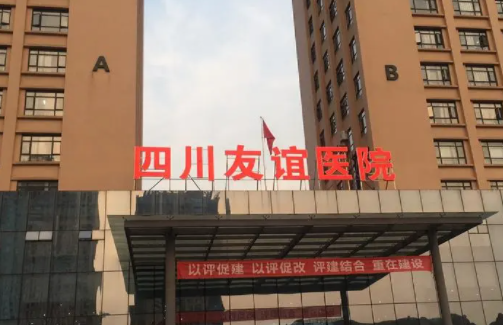 A
B
四川友谊医院
以评促建 以评促改 评建结合 重在建设